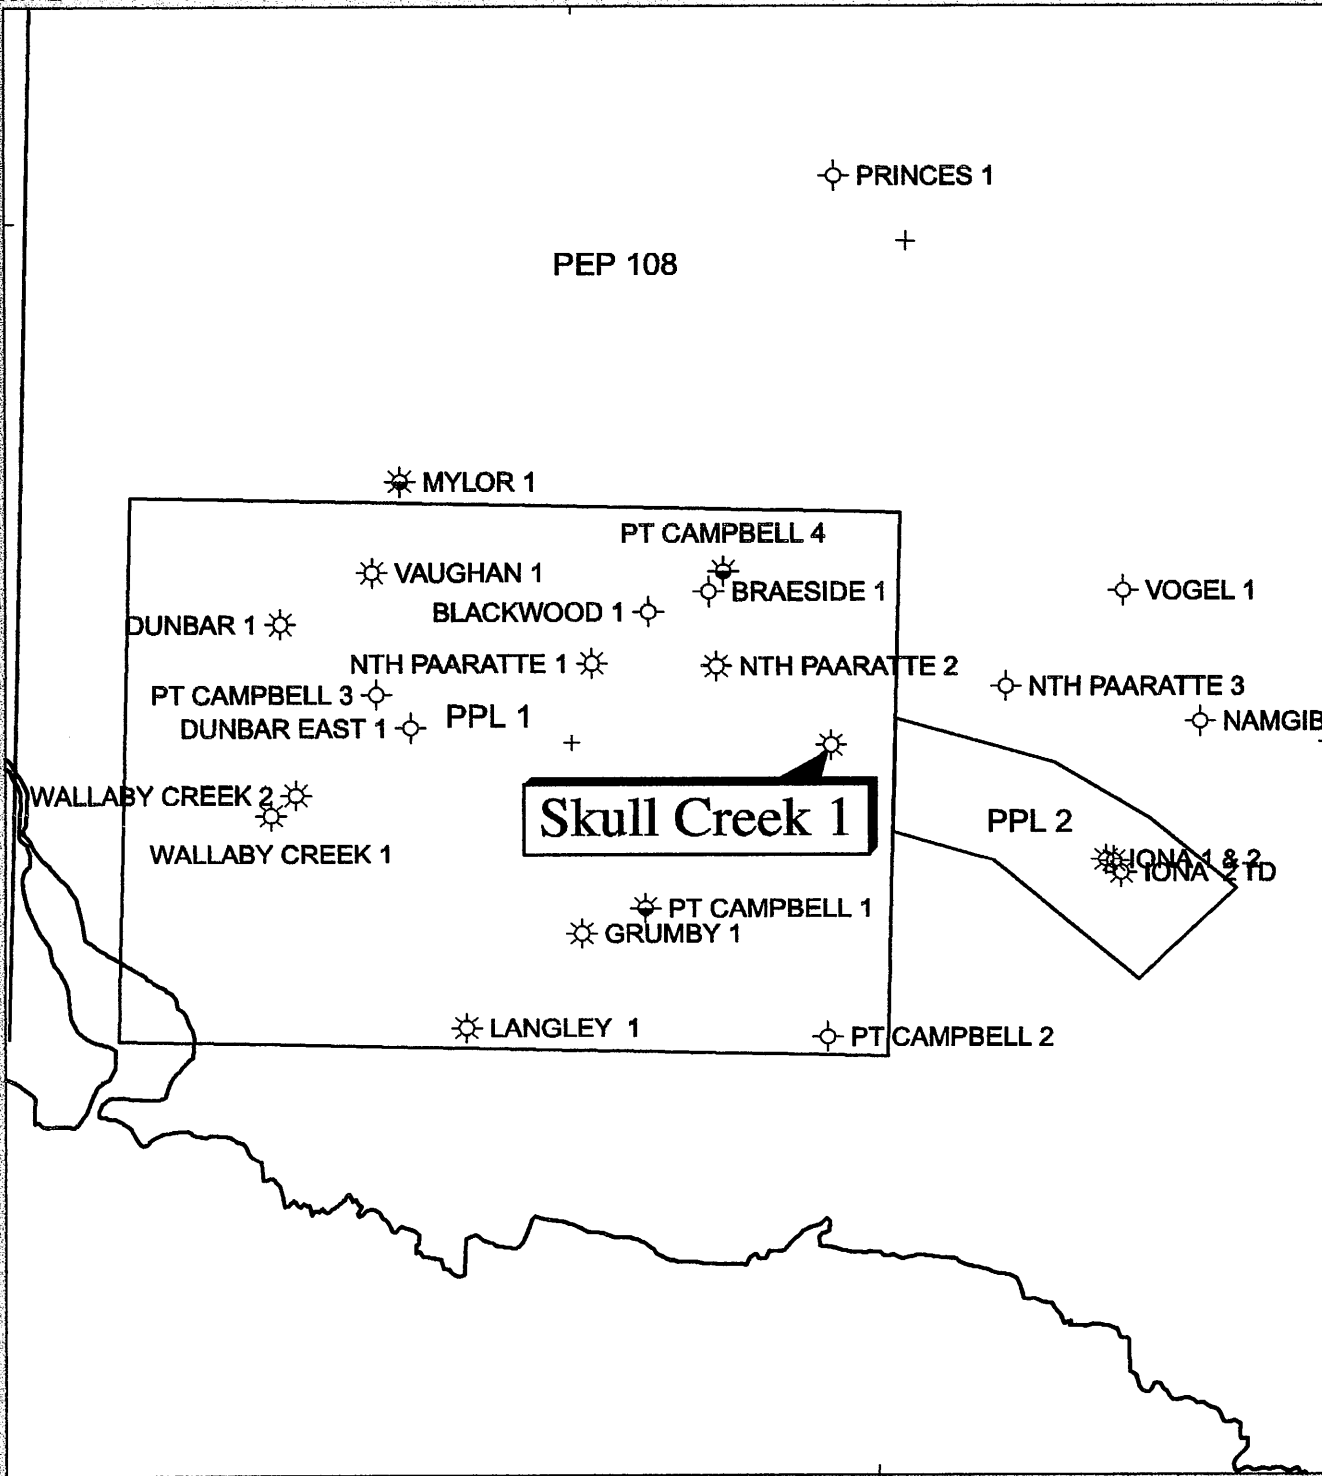 PRINCES 1
PEP 108
MYLOR 1
PT CAMPBELL 4
VAUGHAN 1
BRAESIDE 1
VOGEL 1
BLACKWOOD 1
DUNBAR 1
NTH PAARATTE 1
NTH PAARATTE 2
NTH PAARATTE 3
PT CAMPBELL 3
PPL 1
NAMGIB
DUNBAR EAST 1
WALLABY CREEK 2
Skull Creek 1
PPL 2
WALLABY CREEK 1
IONA 1 & 2
IONA 2 TD
PT CAMPBELL 1
GRUMBY 1
LANGLEY 1
PT CAMPBELL 2